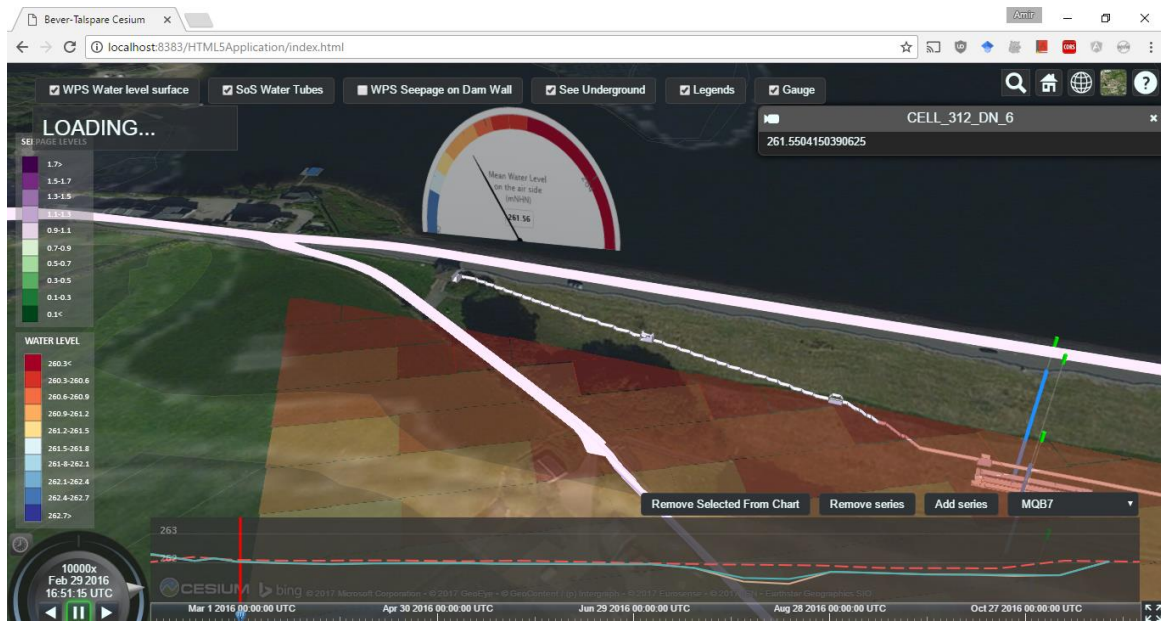 Bever-Talspare Cesium
Amir
localhost:8383/HTML5Application/index.html
WPS Water level surface
SoS Water Tubes
WPS Seepage on Dam Wall
See Underground
Legends
Gauge
LOADING...
CELL_312_DN_6
261.5504150390625
SEEPAGE LEVELS
1.7>
1.5-1.7
1.3-1.5
1.1-1.3
0.9-1.1
0.7-0.9
0.5-0.7
0.3-0.5
0.1-0.3
0.1<
Mean Water Level
on the air side
(mNHN)
261.56
WATER LEVEL
260.3<
260.3-260.6
260.6-260.9
260.9-261.2
261.2-261.5
261.5-261.8
261-8-262.1
262.1-262.4
262.4-262.7
262.7>
Remove Selected From Chart
Remove series
Add series
MQB7
263
262
10000x
Feb 29 2016
16:51:15 UTC
CESIUM
bing
© 2017 Microsoft Corporation
Earthstar Geographics SIO
Mar 1 2016 00:00:00 UTC
Apr 30 2016 00:00:00 UTC
Jun 29 2016 00:00:00 UTC
Aug 28 2016 00:00:00 UTC
Oct 27 2016 00:00:00 UTC